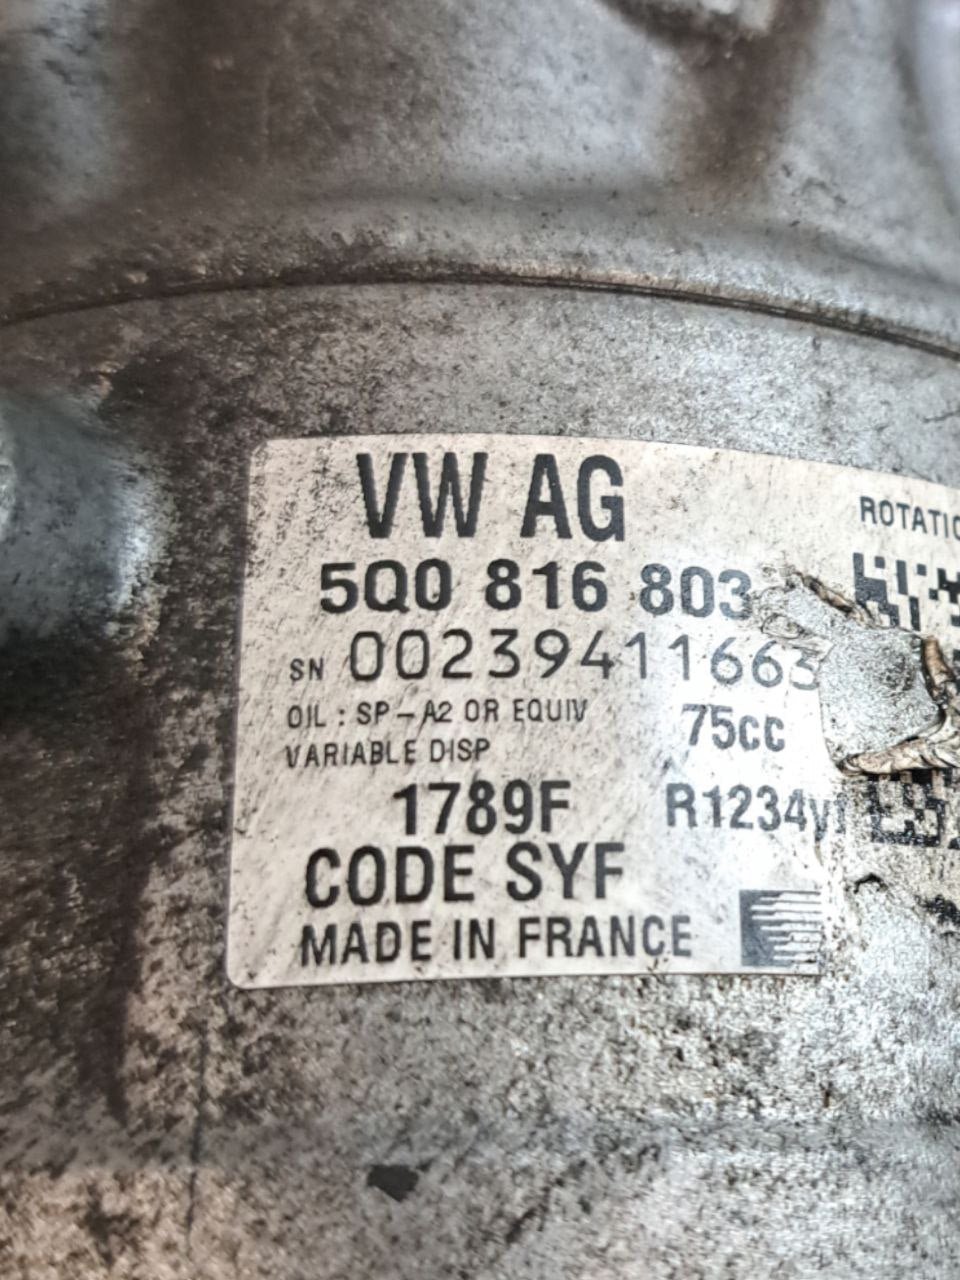 VW AG
ROTATIO
5Q0 816 803
SN 00239411663
OIL : SP-A2 OR EQUIV
75cc
VARIABLE DISP
1789F
R1234yf
CODE SYF
MADE IN FRANCE